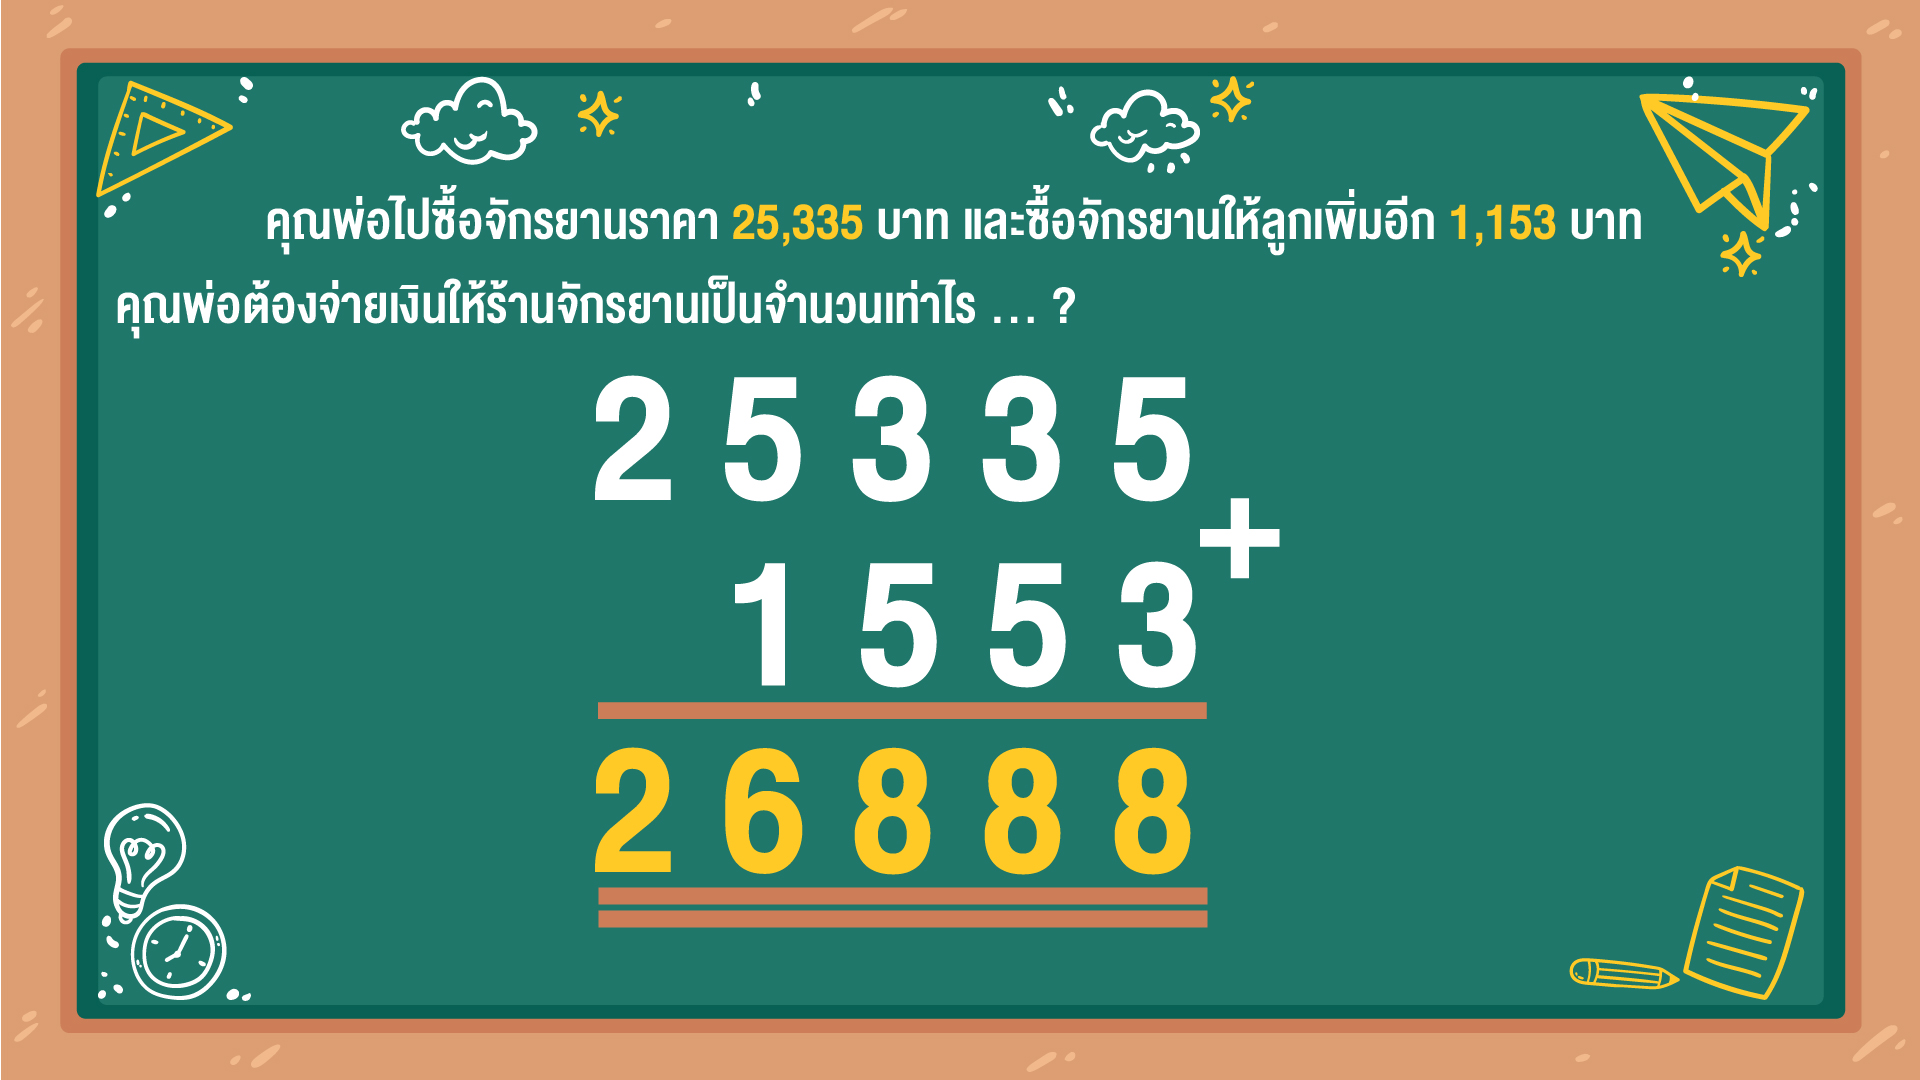 คุณพ่อไปซื้อจักรยานราคา 25,335 บาท และซื้อจักรยานให้ลูกเพิ่มอีก 1,153 บาท
คุณพ่อต้องจ่ายเงินให้ร้านจักรยานเป็นจำนวนเท่าไร ... ?
2 5 3 3 5
+
1 5 5 3
2 6 8 8 8